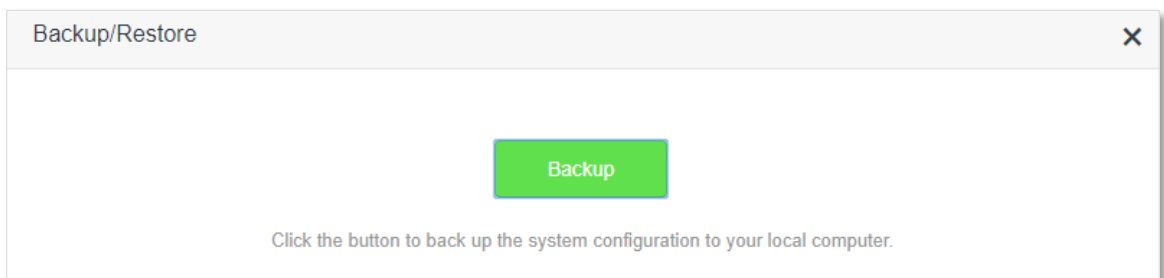 Backup/Restore
Backup
Click the button to back up the system configuration to your local computer.